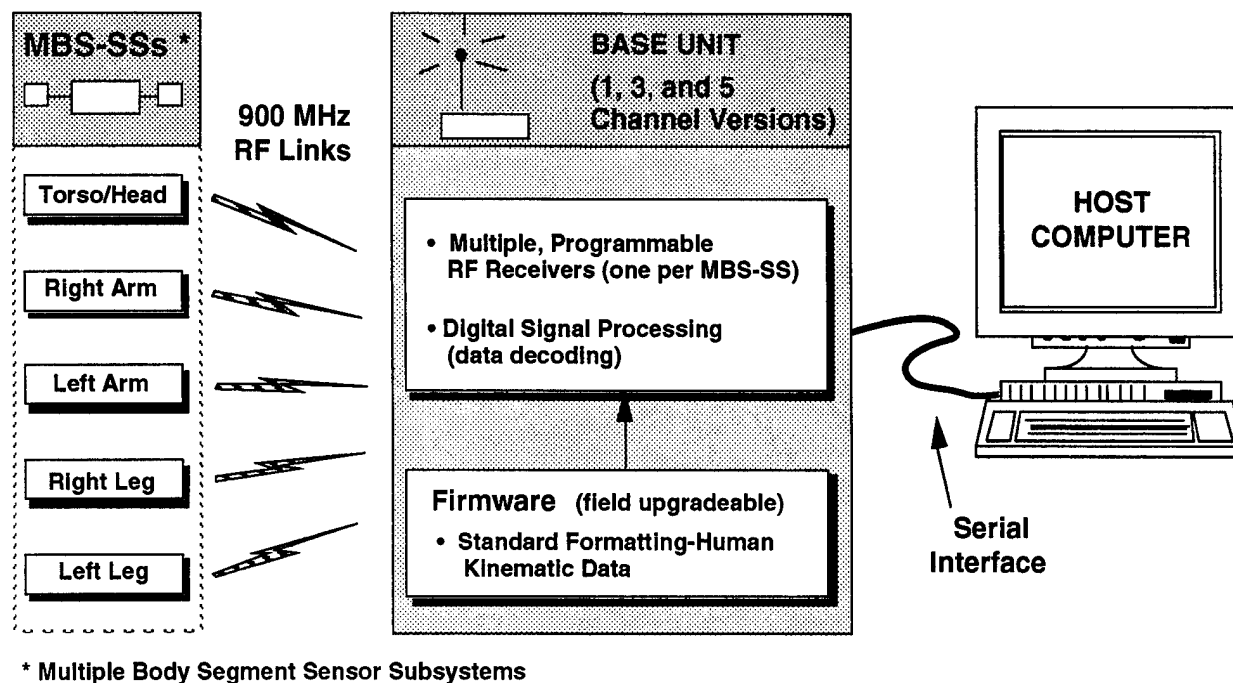 MBS-SSs *
900 MHz
RF Links
Torso/Head
Right Arm
Left Arm
Right Leg
Left Leg
BASE UNIT
(1, 3, and 5
Channel Versions)
• Multiple, Programmable
RF Receivers (one per MBS-SS)
• Digital Signal Processing
(data decoding)
Firmware (field upgradeable)
• Standard Formatting-Human
Kinematic Data
HOST
COMPUTER
Serial
Interface
* Multiple Body Segment Sensor Subsystems